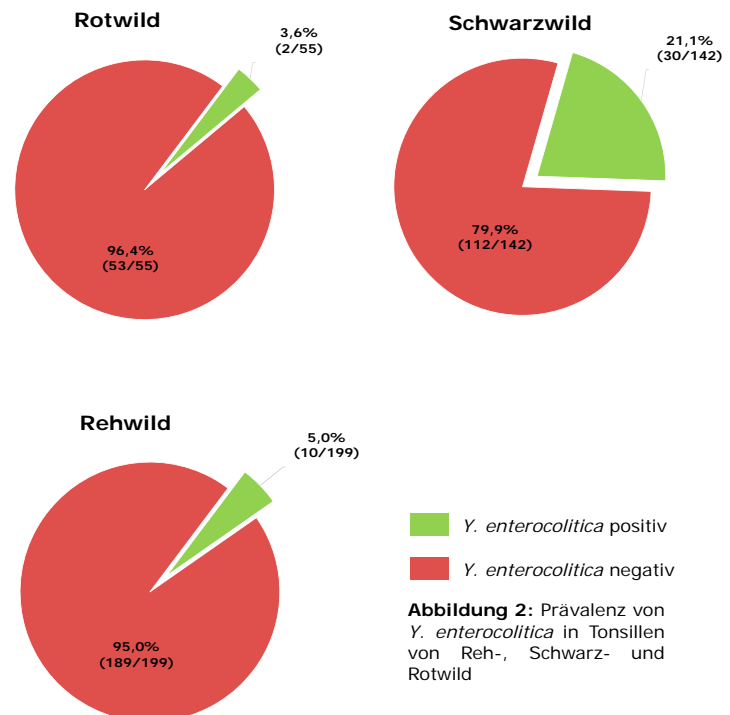 Rotwild
3,6%
(2/55)
96,4%
(53/55)
Schwarzwild
21,1%
(30/142)
79,9%
(112/142)
Rehwild
5,0%
(10/199)
95,0%
(189/199)
Y. enterocolitica positiv
Y. enterocolitica negativ
Abbildung 2: Prävalenz von
Y. enterocolitica in Tonsillen
von Reh-, Schwarz- und
Rotwild